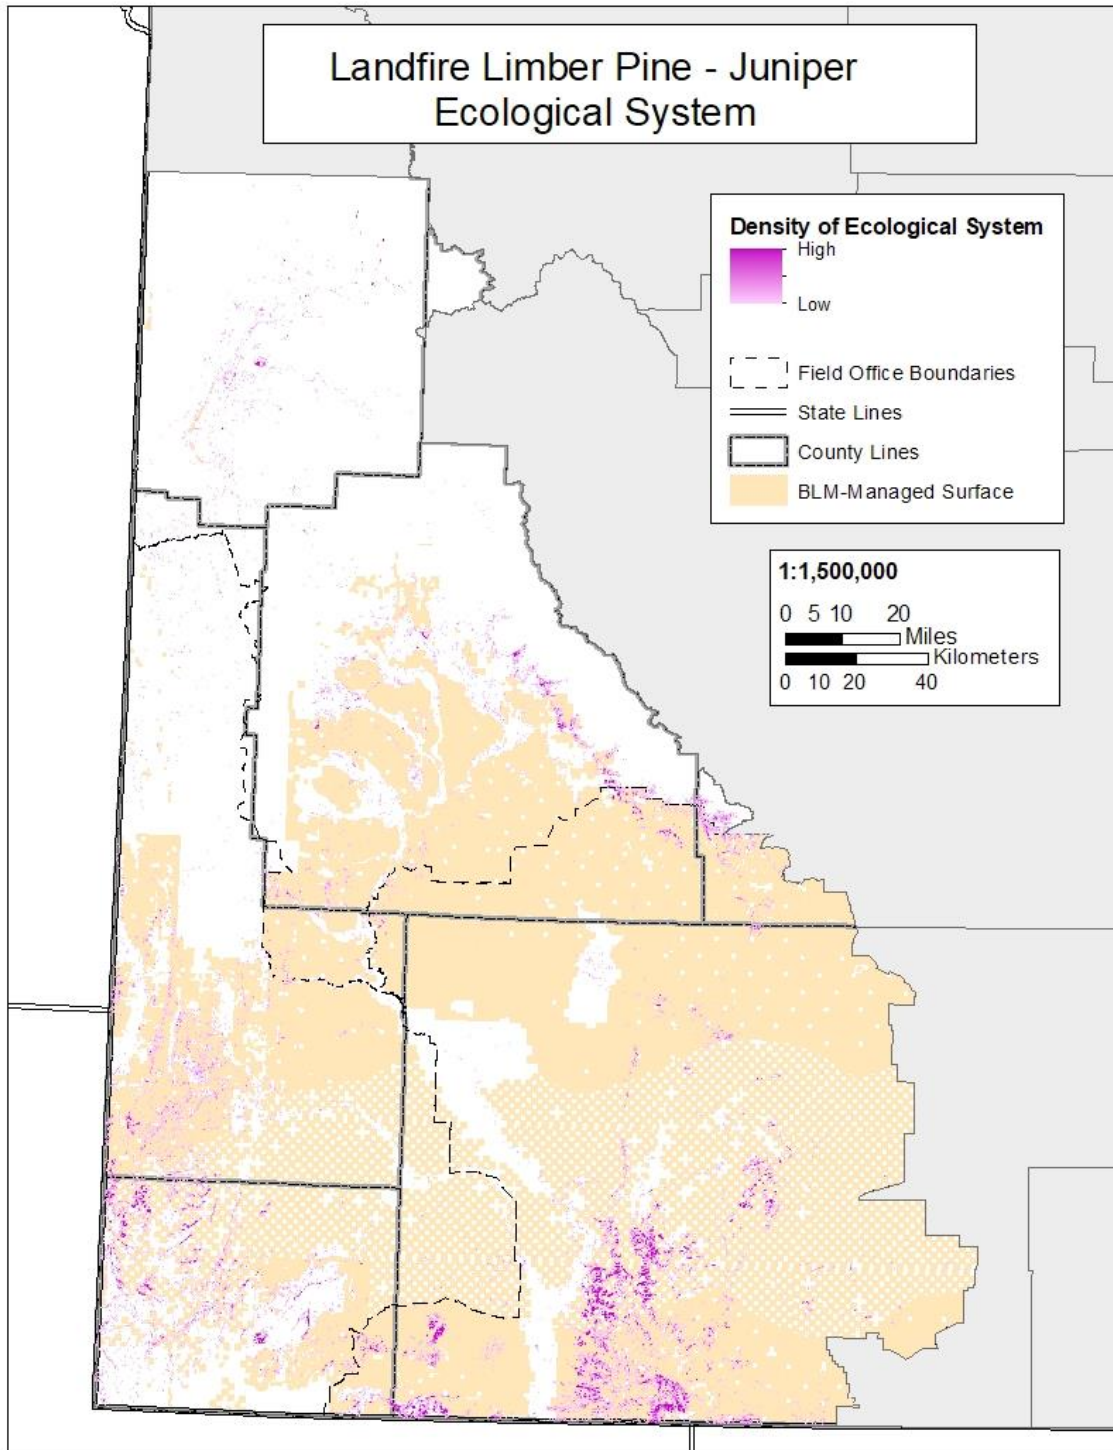 Landfire Limber Pine - Juniper
Ecological System
Density of Ecological System
High
Low
Field Office Boundaries
State Lines
County Lines
BLM-Managed Surface
1:1,500,000
0 5 10 20
Miles
Kilometers
0 10 20 40